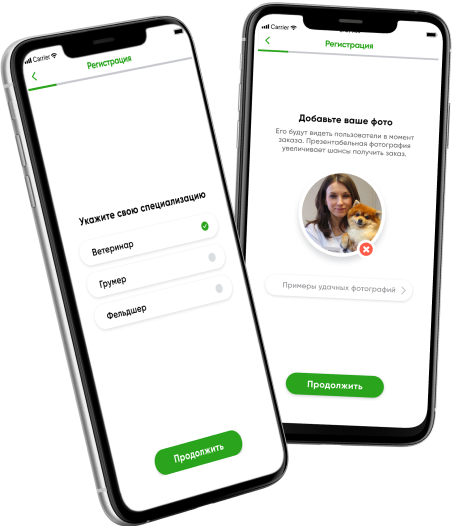 Carrier
Регистрация
Укажите свою специализацию
Ветеринар
Грумер
Фельдшер
Продолжить
Carrier
Регистрация
Добавьте ваше фото
Его будут видеть пользователи в момент
заказа. Презентабельная фотография
увеличивает шансы получить заказ.
Примеры удачных фотографий
Продолжить